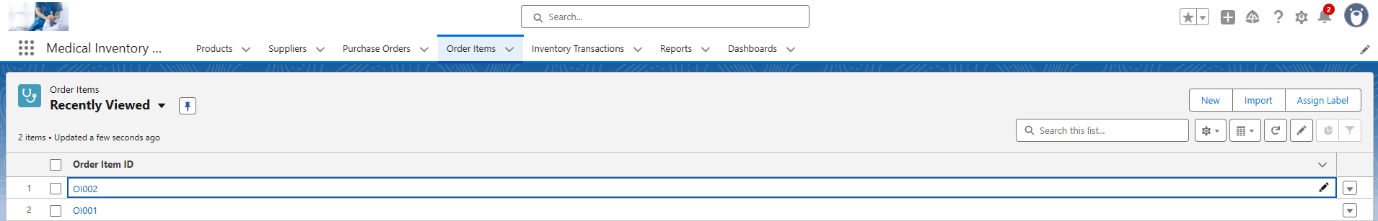 Search...
2
Medical Inventory ... Products Suppliers Purchase Orders Order Items Inventory Transactions Reports Dashboards
Order Items
Recently Viewed
New Import Assign Label
2 items • Updated a few seconds ago
Search this list...
Order Item ID
1 OI002
2 OI001